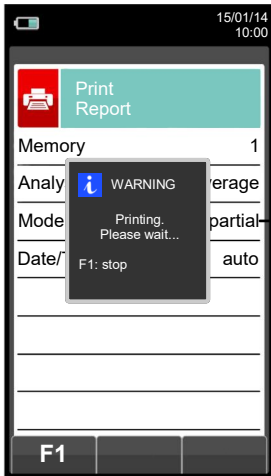 15/01/14
10:00
Print
Report
Memory 1
Analy erage
WARNING
Mode partial
Printing.
Please wait...
Date/ auto
F1: stop
F1